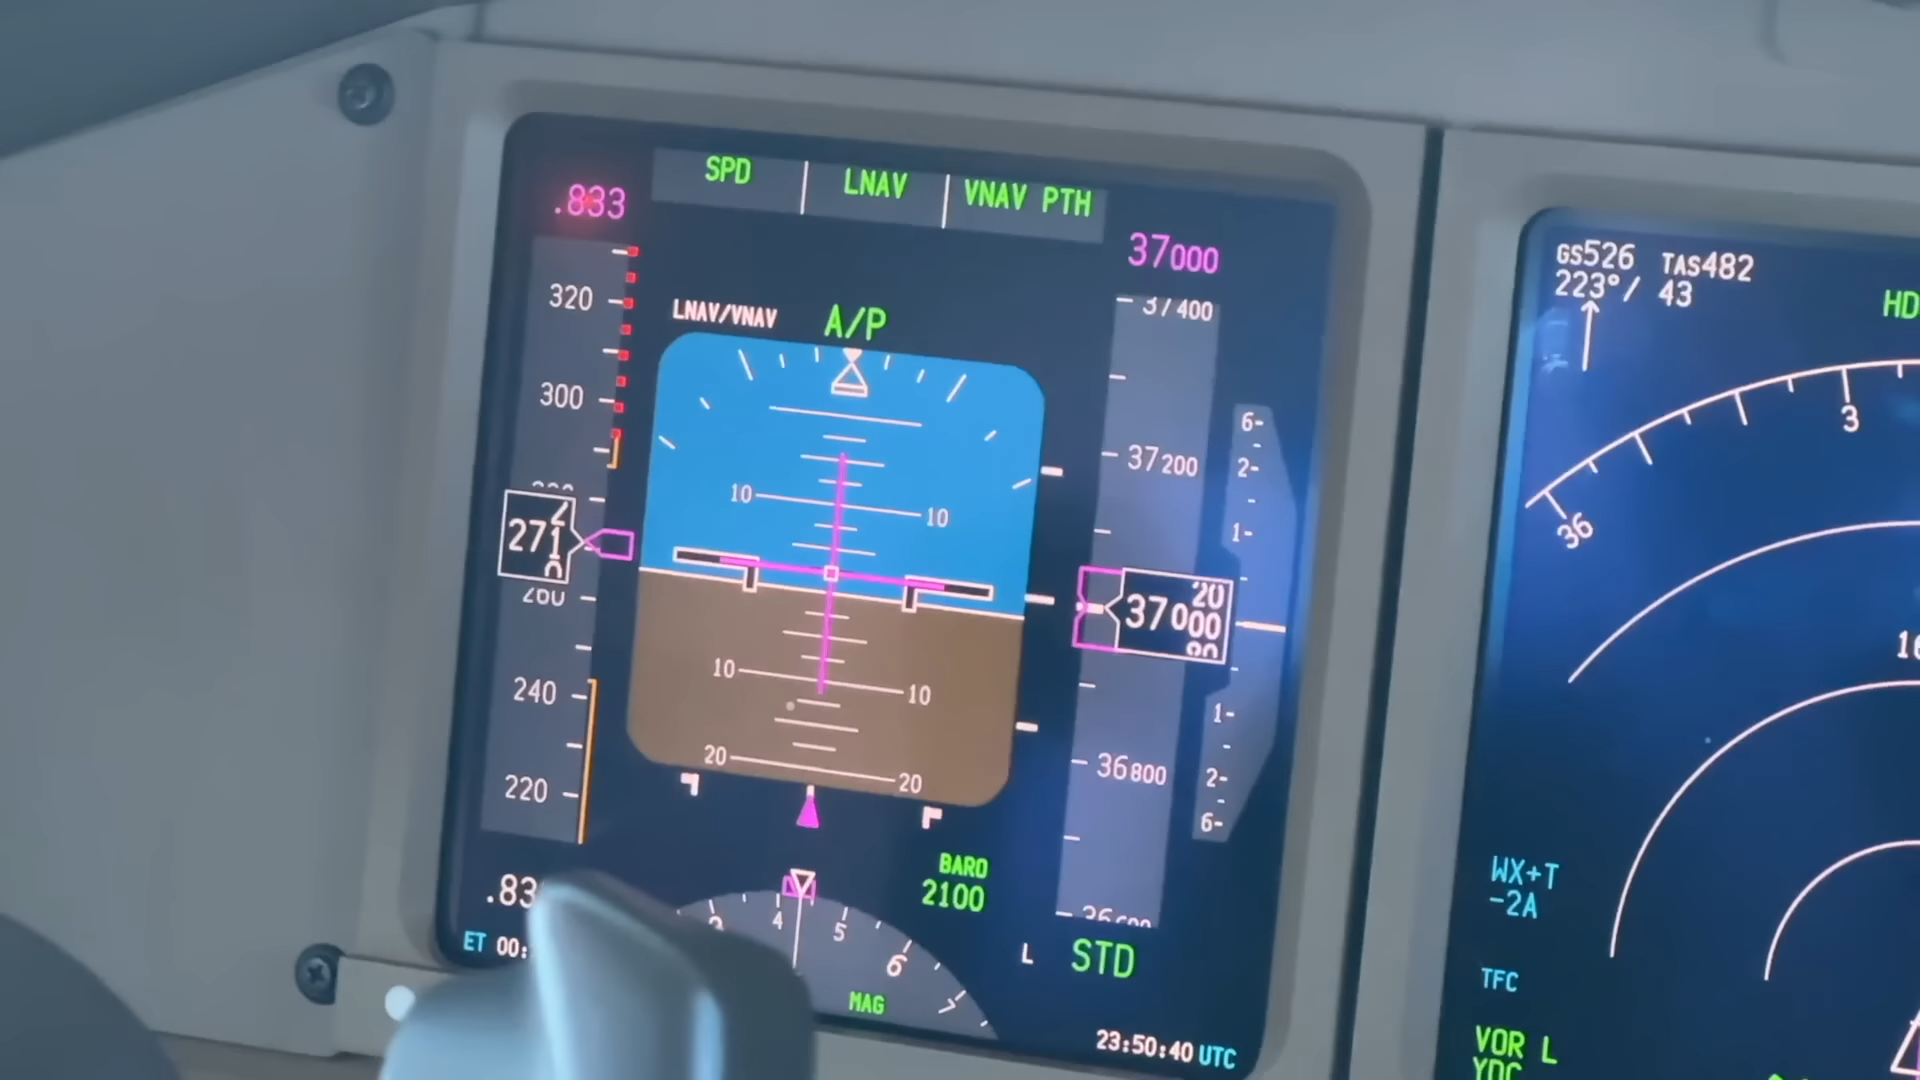 SPD LNAV VNAV PTH
.833
37000
LNAV/VNAV A/P
320
300
271
240
220
10 10
10 10
20 20
37400
37200
37000
20
36800
6-
2-
1-
1-
2-
6-
BARO
2100
L STD
4 5 6
MAG
ET 00:
23:50:40 UTC
GS526 TAS482
223°/ 43
HD
36 3
WX+T
-2A
TFC
VOR L